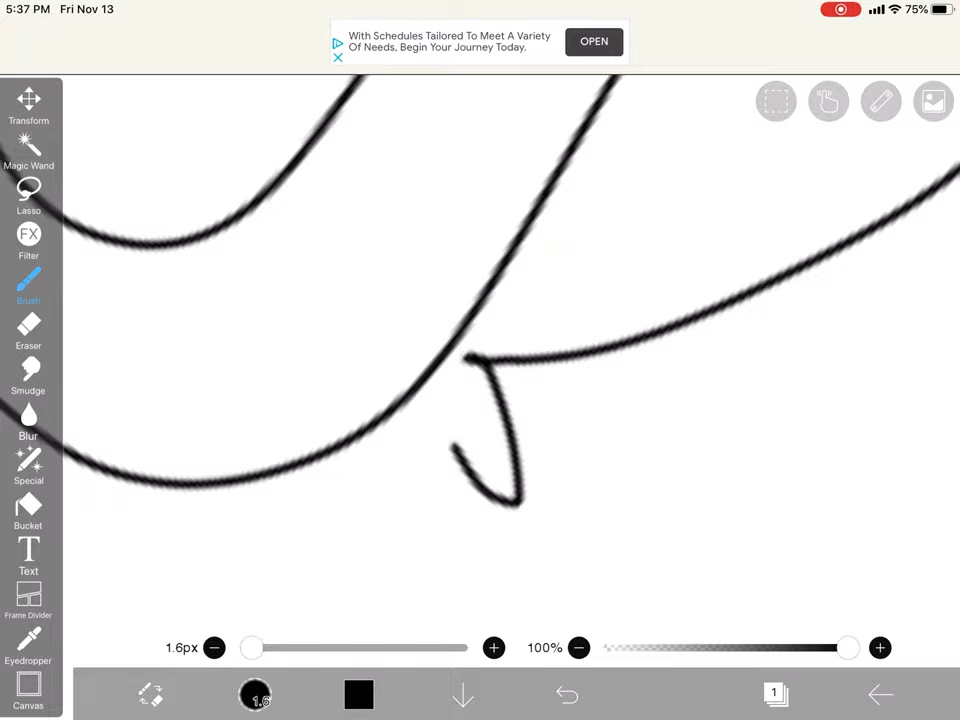 5:37 PM Fri Nov 13
75%
With Schedules Tailored To Meet A Variety
Of Needs, Begin Your Journey Today.
OPEN
Transform
Magic Wand
Lasso
FX
Filter
Brush
Eraser
Smudge
Blur
Special
Bucket
T
Text
Frame Divider
Eyedropper
Canvas
1.6px
100%
1.6
1